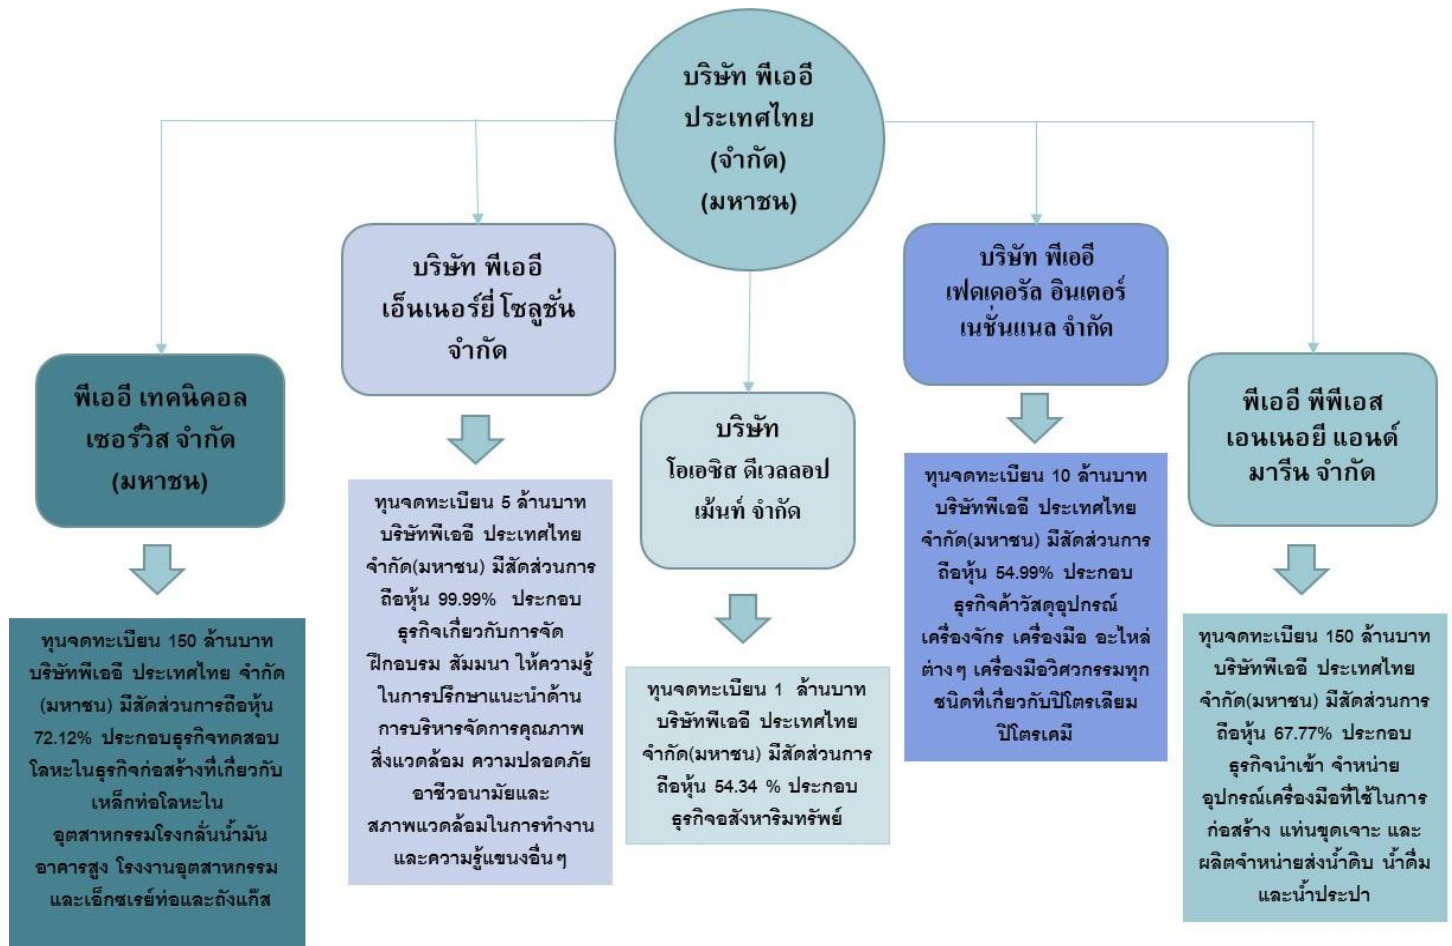 บริษัท พีเออี
ประเทศไทย
(จำกัด)
(มหาชน)
พีเออี เทคนิคอล
เซอร์วิส จำกัด
(มหาชน)
ทุนจดทะเบียน 150 ล้านบาท
บริษัทพีเออี ประเทศไทย จำกัด
(มหาชน) มีสัดส่วนการถือหุ้น
72.12% ประกอบธุรกิจทดสอบ
โลหะในธุรกิจก่อสร้างที่เกี่ยวกับ
เหล็กท่อโลหะใน
อุตสาหกรรมโรงกลั่นน้ำมัน
อาคารสูง โรงงานอุตสาหกรรม
และเอ็กซเรย์ท่อและถังแก๊ส
บริษัท พีเออี
เอ็นเนอร์ยี่ โซลูชั่น
จำกัด
ทุนจดทะเบียน 5 ล้านบาท
บริษัทพีเออี ประเทศไทย
จำกัด(มหาชน) มีสัดส่วนการ
ถือหุ้น 99.99% ประกอบ
ธุรกิจเกี่ยวกับการจัด
ฝึกอบรม สัมมนา ให้ความรู้
ในการปรึกษาแนะนำด้าน
การบริหารจัดการคุณภาพ
สิ่งแวดล้อม ความปลอดภัย
อาชีวอนามัยและ
สภาพแวดล้อมในการทำงาน
และความรู้แขนงอื่นๆ
บริษัท
โอเอซิส ดีเวลลอป
เม้นท์ จำกัด
ทุนจดทะเบียน 1 ล้านบาท
บริษัทพีเออี ประเทศไทย
จำกัด(มหาชน) มีสัดส่วนการ
ถือหุ้น 54.34 % ประกอบ
ธุรกิจอสังหาริมทรัพย์
บริษัท พีเออี
เฟดเดอรัล อินเตอร์
เนชั่นแนล จำกัด
ทุนจดทะเบียน 10 ล้านบาท
บริษัทพีเออี ประเทศไทย
จำกัด(มหาชน) มีสัดส่วนการ
ถือหุ้น 54.99% ประกอบ
ธุรกิจค้าวัสดุอุปกรณ์
เครื่องจักร เครื่องมือ อะไหล่
ต่างๆ เครื่องมือวิศวกรรมทุก
ชนิดที่เกี่ยวกับปิโตรเลียม
ปิโตรเคมี
พีเออี พีพีเอส
เอนเนอยี แอนด์
มารีน จำกัด
ทุนจดทะเบียน 150 ล้านบาท
บริษัทพีเออี ประเทศไทย
จำกัด(มหาชน) มีสัดส่วนการ
ถือหุ้น 67.77% ประกอบ
ธุรกิจนำเข้า จำหน่าย
อุปกรณ์เครื่องมือที่ใช้ในการ
ก่อสร้าง แท่นขุดเจาะ และ
ผลิตจำหน่ายส่งน้ำดิบ น้ำดื่ม
และน้ำประปา